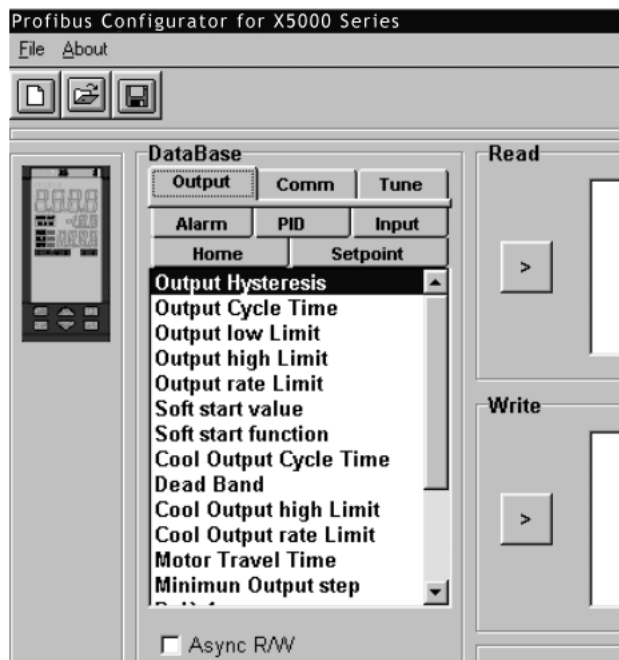 Profibus Configurator for X5000 Series
File About
DataBase
Output Comm Tune
Alarm PID Input
Home Setpoint
Output Hysteresis
Output Cycle Time
Output low Limit
Output high Limit
Output rate Limit
Soft start value
Soft start function
Cool Output Cycle Time
Dead Band
Cool Output high Limit
Cool Output rate Limit
Motor Travel Time
Minimun Output step
Async R/W
Read
>
Write
>